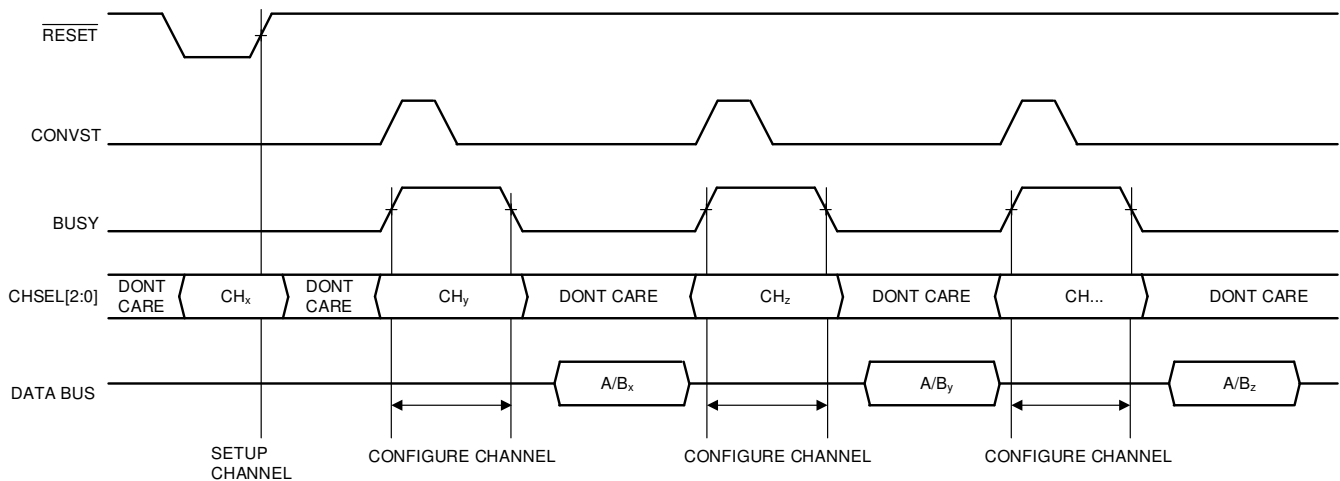 RESET
CONVST
BUSY
CHSEL[2:0]
DONT
CARE
CHx
DONT
CARE
CHy
DONT CARE
CHz
DONT CARE
CH...
DONT CARE
DATA BUS
A/Bx
A/By
A/Bz
SETUP
CHANNEL
CONFIGURE CHANNEL
CONFIGURE CHANNEL
CONFIGURE CHANNEL